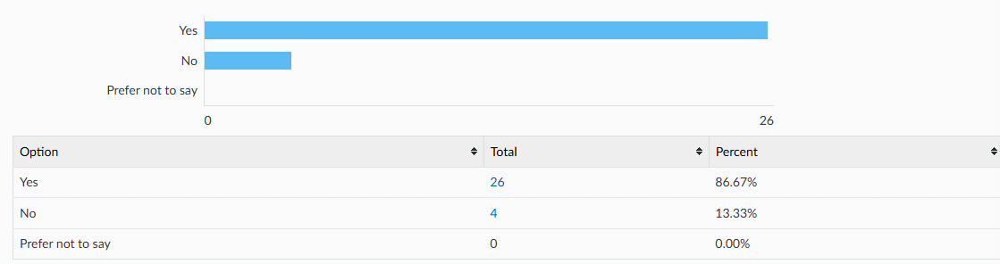 Yes
No
Prefer not to say
0 26
Option Total Percent
Yes 26 86.67%
No 4 13.33%
Prefer not to say 0 0.00%